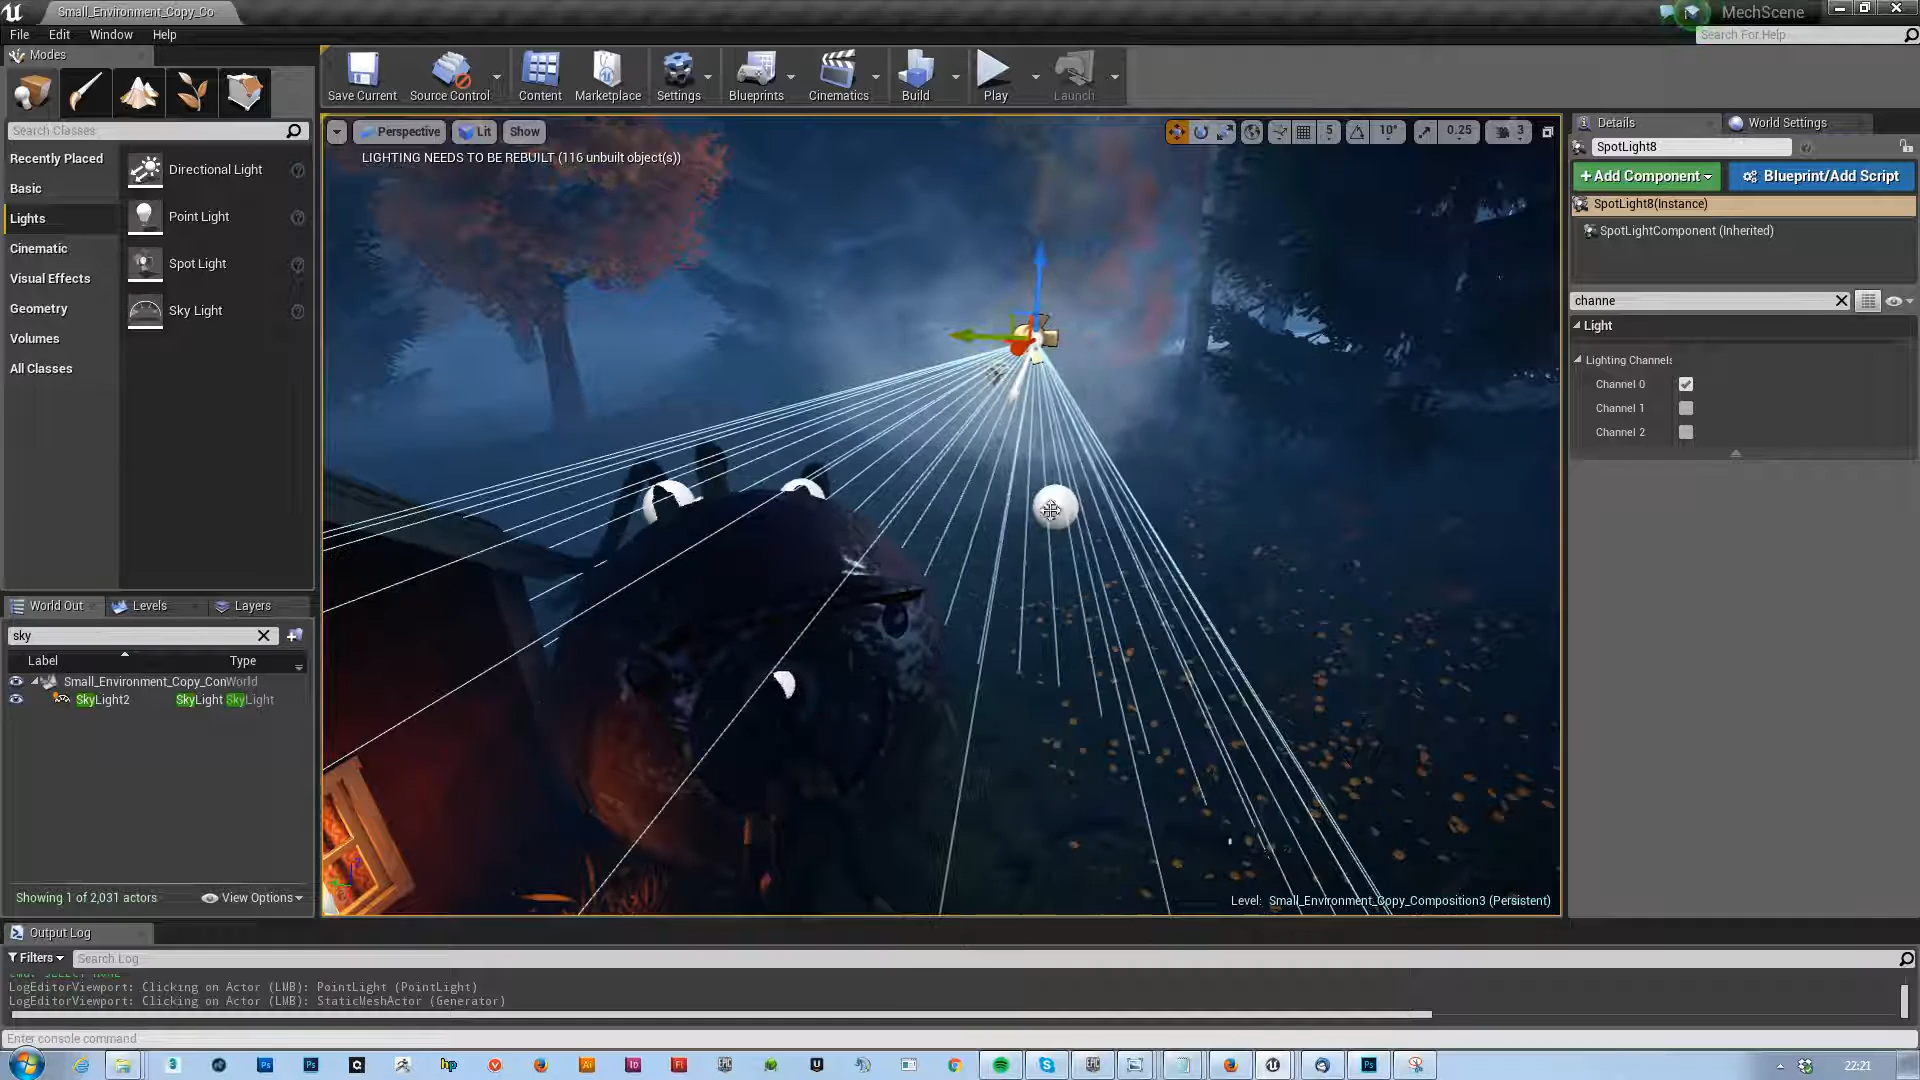 Small_Environment_Copy_Co
MechScene
File
Edit
Window
Help
Search For Help
Modes
Save Current
Source Control
Content
Marketplace
Settings
Blueprints
Cinematics
Build
Play
Launch
Search Classes
Recently Placed
Basic
Lights
Cinematic
Visual Effects
Geometry
Volumes
All Classes
Directional Light
Point Light
Spot Light
Sky Light
Perspective
Lit
Show
5
10°
0.25
3
LIGHTING NEEDS TO BE REBUILT (116 unbuilt object(s))
Level: Small_Environment_Copy_Composition3 (Persistent)
Details
World Settings
SpotLight8
+Add Component
Blueprint/Add Script
SpotLight8(Instance)
SpotLightComponent (Inherited)
channe
Light
Lighting Channels
Channel 0
Channel 1
Channel 2
World Out
Levels
Layers
sky
Label
Type
Small_Environment_Copy_Con
World
SkyLight2
SkyLight
SkyLight
Showing 1 of 2,031 actors
View Options
Output Log
Filters
Search Log
Cmd: SELECT NONE
LogEditorViewport: Clicking on Actor (LMB): PointLight (PointLight)
LogEditorViewport: Clicking on Actor (LMB): StaticMeshActor (Generator)
Enter console command
22:21